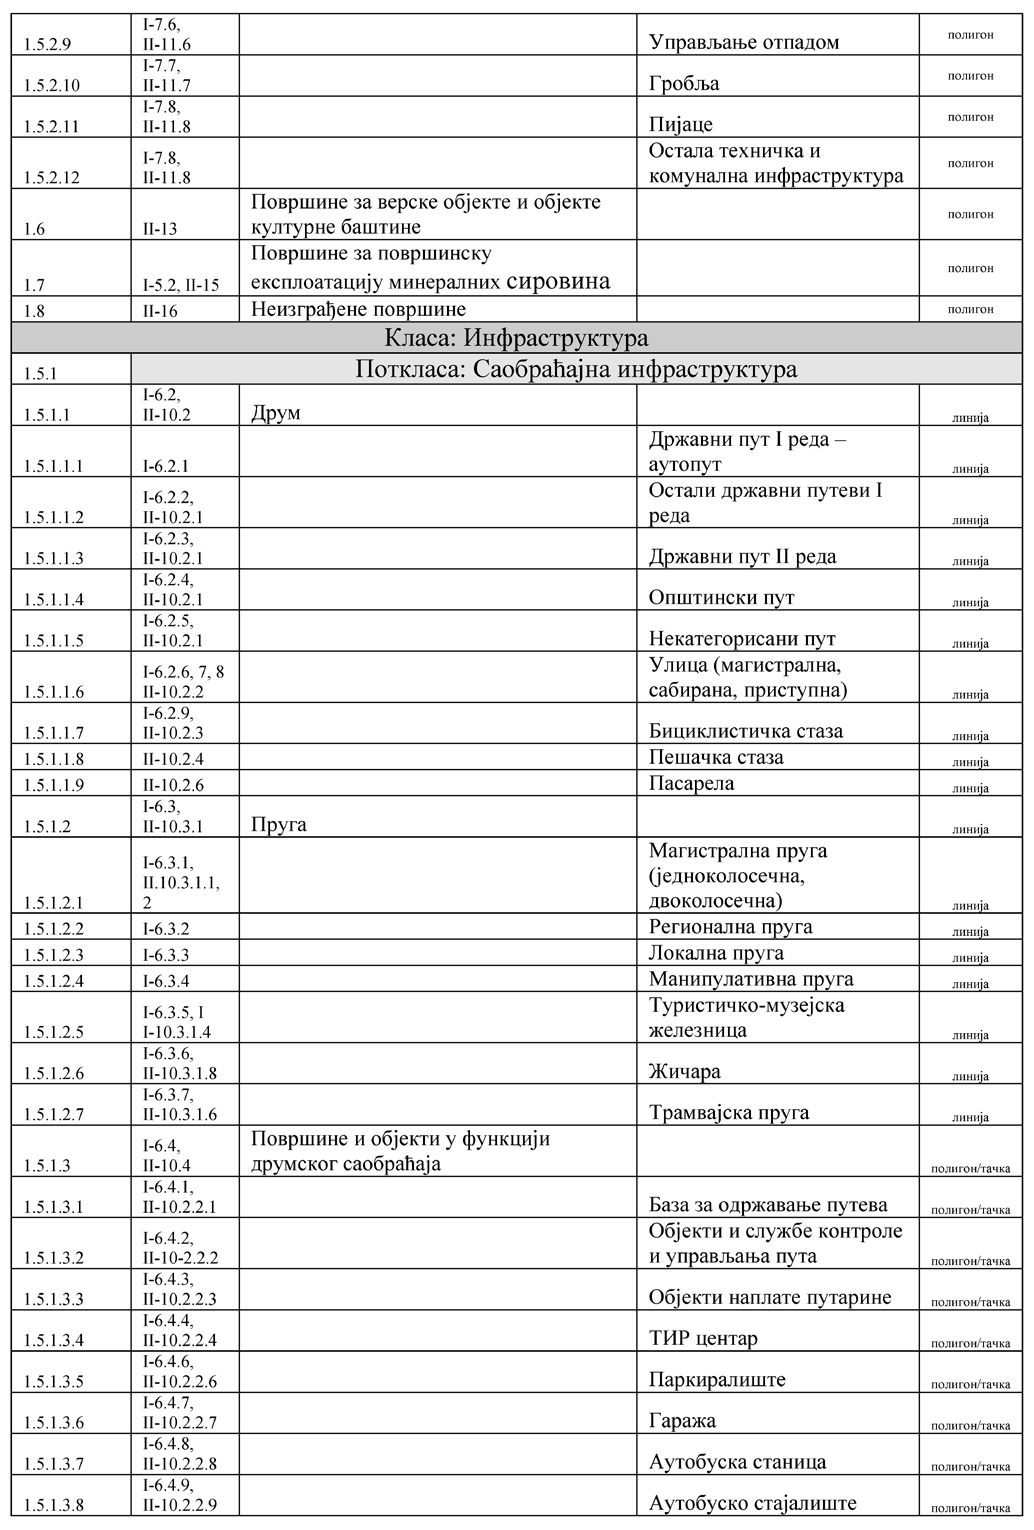 1.5.2.9 I-7.6, II-11.6 Управљање отпадом полигон
1.5.2.10 I-7.7, II-11.7 Гробља полигон
1.5.2.11 I-7.8, II-11.8 Пијаце полигон
1.5.2.12 I-7.8, II-11.8 Остала техничка и комунална инфраструктура полигон
1.6 II-13 Површине за верске објекте и објекте културне баштине полигон
1.7 I-5.2, II-15 Површине за површинску експлоатацију минералних сировина полигон
1.8 II-16 Неизграђене површине полигон
Класа: Инфраструктура
1.5.1 Поткласа: Саобраћајна инфраструктура
1.5.1.1 I-6.2, II-10.2 Друм линија
1.5.1.1.1 I-6.2.1 Државни пут I реда – аутопут линија
1.5.1.1.2 I-6.2.2, II-10.2.1 Остали државни путеви I реда линија
1.5.1.1.3 I-6.2.3, II-10.2.1 Државни пут II реда линија
1.5.1.1.4 I-6.2.4, II-10.2.1 Општински пут линија
1.5.1.1.5 I-6.2.5, II-10.2.1 Некатегорисани пут линија
1.5.1.1.6 I-6.2.6, 7, 8 II-10.2.2 Улица (магистрална, сабирана, приступна) линија
1.5.1.1.7 I-6.2.9, II-10.2.3 Бициклистичка стаза линија
1.5.1.1.8 II-10.2.4 Пешачка стаза линија
1.5.1.1.9 II-10.2.6 Пасарела линија
1.5.1.2 I-6.3, II-10.3.1 Пруга линија
1.5.1.2.1 I-6.3.1, II.10.3.1.1, 2 Магистрална пруга (једноколосечна, двоколосечна) линија
1.5.1.2.2 I-6.3.2 Регионална пруга линија
1.5.1.2.3 I-6.3.3 Локална пруга линија
1.5.1.2.4 I-6.3.4 Манипулативна пруга линија
1.5.1.2.5 I-6.3.5, I I-10.3.1.4 Туристичко-музејска железница линија
1.5.1.2.6 I-6.3.6, II-10.3.1.8 Жичара линија
1.5.1.2.7 I-6.3.7, II-10.3.1.6 Трамвајска пруга линија
1.5.1.3 I-6.4, II-10.4 Површине и објекти у функцији друмског саобраћаја полигон/тачка
1.5.1.3.1 I-6.4.1, II-10.2.2.1 База за одржавање путева полигон/тачка
1.5.1.3.2 I-6.4.2, II-10-2.2.2 Објекти и службе контроле и управљања пута полигон/тачка
1.5.1.3.3 I-6.4.3, II-10.2.2.3 Објекти наплате путарине полигон/тачка
1.5.1.3.4 I-6.4.4, II-10.2.2.4 ТИР центар полигон/тачка
1.5.1.3.5 I-6.4.6, II-10.2.2.6 Паркиралиште полигон/тачка
1.5.1.3.6 I-6.4.7, II-10.2.2.7 Гаража полигон/тачка
1.5.1.3.7 I-6.4.8, II-10.2.2.8 Аутобуска станица полигон/тачка
1.5.1.3.8 I-6.4.9, II-10.2.2.9 Аутобуско стајалиште полигон/тачка